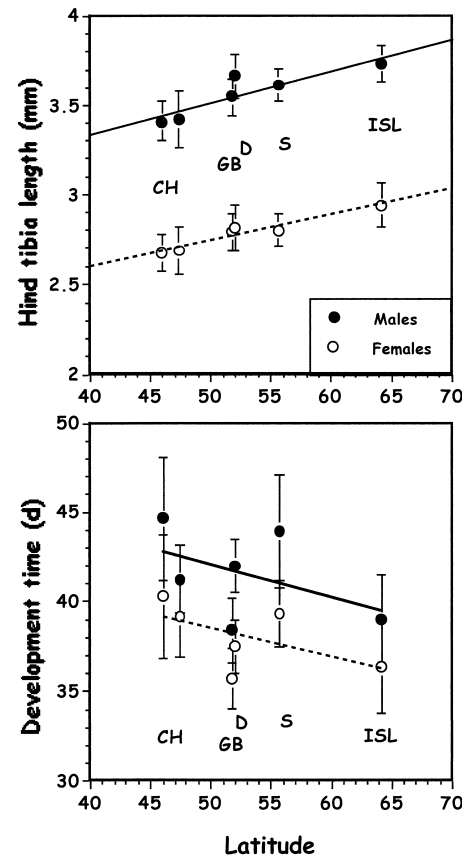 Hind tibia length (mm)
4
3.5
3
2.5
2
CH
GB
D
S
ISL
Males
Females
40 45 50 55 60 65 70
Development time (d)
50
45
40
35
30
CH
GB
D
S
ISL
40 45 50 55 60 65 70
Latitude